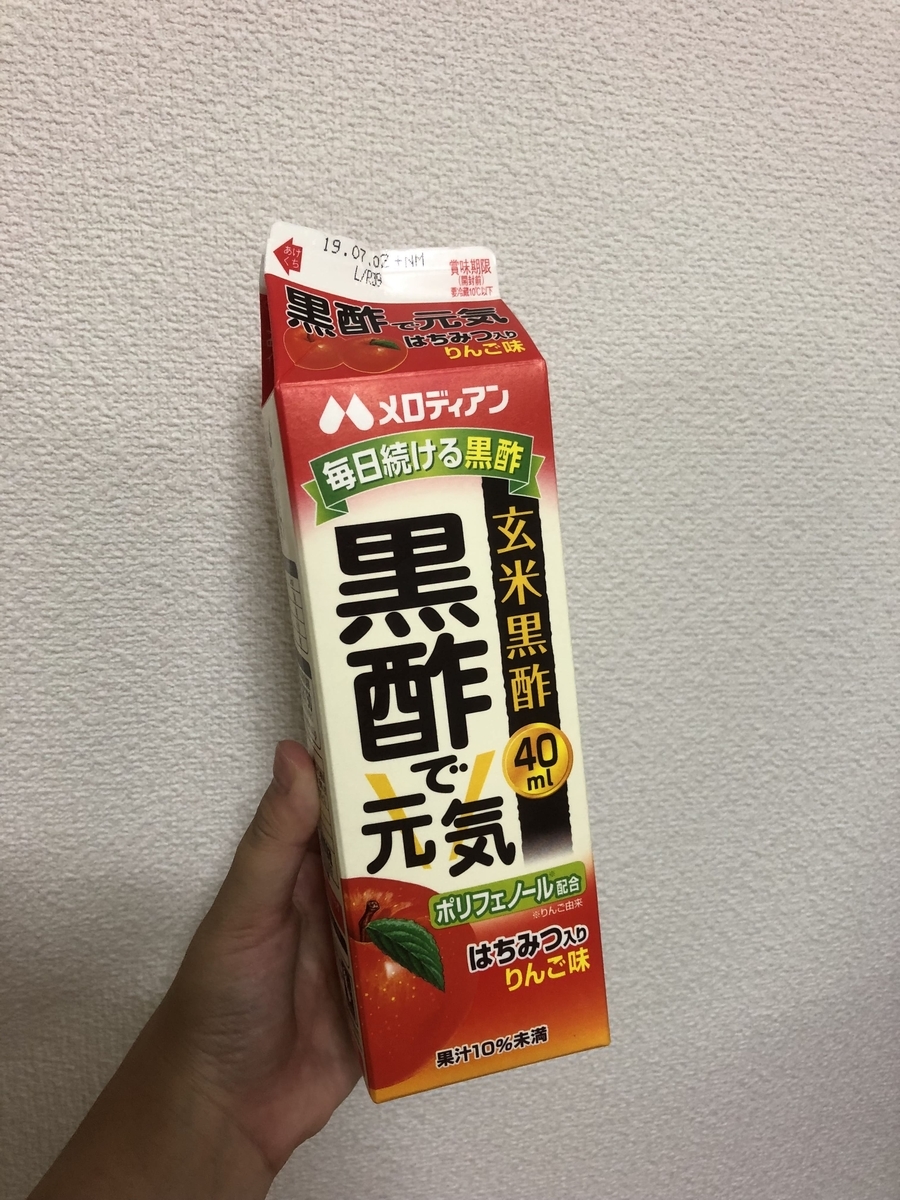 あけくち
19.07.02 +NM
L/P39
賞味期限
(開封前)
要冷蔵10℃以下
黒酢で元気
はちみつ入り
りんご味
メロディアン
毎日続ける黒酢
玄米黒酢
40
ml
黒酢で元気
ポリフェノール配合
※りんご由来
はちみつ入り
りんご味
果汁10%未満